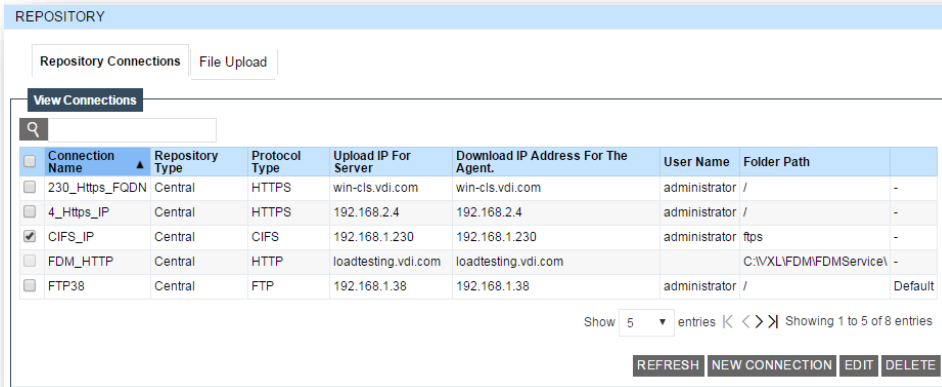 REPOSITORY
Repository Connections File Upload
View Connections
Connection Name ▲ Repository Type Protocol Type Upload IP For Server Download IP Address For The Agent. User Name Folder Path
230_Https_FQDN Central HTTPS win-cls.vdi.com win-cls.vdi.com administrator / -
4_Https_IP Central HTTPS 192.168.2.4 192.168.2.4 administrator / -
CIFS_IP Central CIFS 192.168.1.230 192.168.1.230 administrator ftps -
FDM_HTTP Central HTTP loadtesting.vdi.com loadtesting.vdi.com C:\VXL\FDM\FDMService\ -
FTP38 Central FTP 192.168.1.38 192.168.1.38 administrator / Default
Show 5 entries Showing 1 to 5 of 8 entries
REFRESH NEW CONNECTION EDIT DELETE